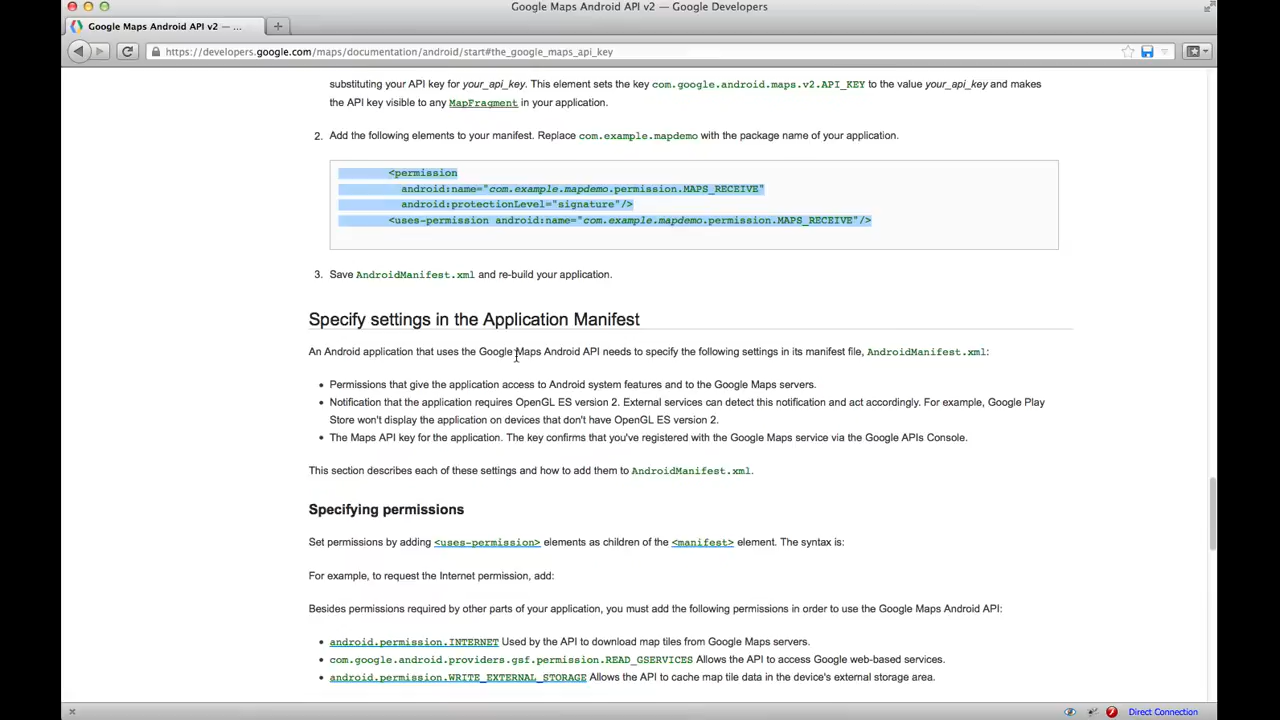 Google Maps Android API v2 — Google Developers
Google Maps Android API v2 — ...
https://developers.google.com/maps/documentation/android/start#the_google_maps_api_key
substituting your API key for your_api_key. This element sets the key com.google.android.maps.v2.API_KEY to the value your_api_key and makes
the API key visible to any MapFragment in your application.
2. Add the following elements to your manifest. Replace com.example.mapdemo with the package name of your application.
<permission
android:name="com.example.mapdemo.permission.MAPS_RECEIVE"
android:protectionLevel="signature"/>
<uses-permission android:name="com.example.mapdemo.permission.MAPS_RECEIVE"/>
3. Save AndroidManifest.xml and re-build your application.
Specify settings in the Application Manifest
An Android application that uses the Google Maps Android API needs to specify the following settings in its manifest file, AndroidManifest.xml:
• Permissions that give the application access to Android system features and to the Google Maps servers.
• Notification that the application requires OpenGL ES version 2. External services can detect this notification and act accordingly. For example, Google Play
Store won't display the application on devices that don't have OpenGL ES version 2.
• The Maps API key for the application. The key confirms that you've registered with the Google Maps service via the Google APIs Console.
This section describes each of these settings and how to add them to AndroidManifest.xml.
Specifying permissions
Set permissions by adding <uses-permission> elements as children of the <manifest> element. The syntax is:
For example, to request the Internet permission, add:
Besides permissions required by other parts of your application, you must add the following permissions in order to use the Google Maps Android API:
• android.permission.INTERNET Used by the API to download map tiles from Google Maps servers.
• com.google.android.providers.gsf.permission.READ_GSERVICES Allows the API to access Google web-based services.
• android.permission.WRITE_EXTERNAL_STORAGE Allows the API to cache map tile data in the device's external storage area.
Direct Connection